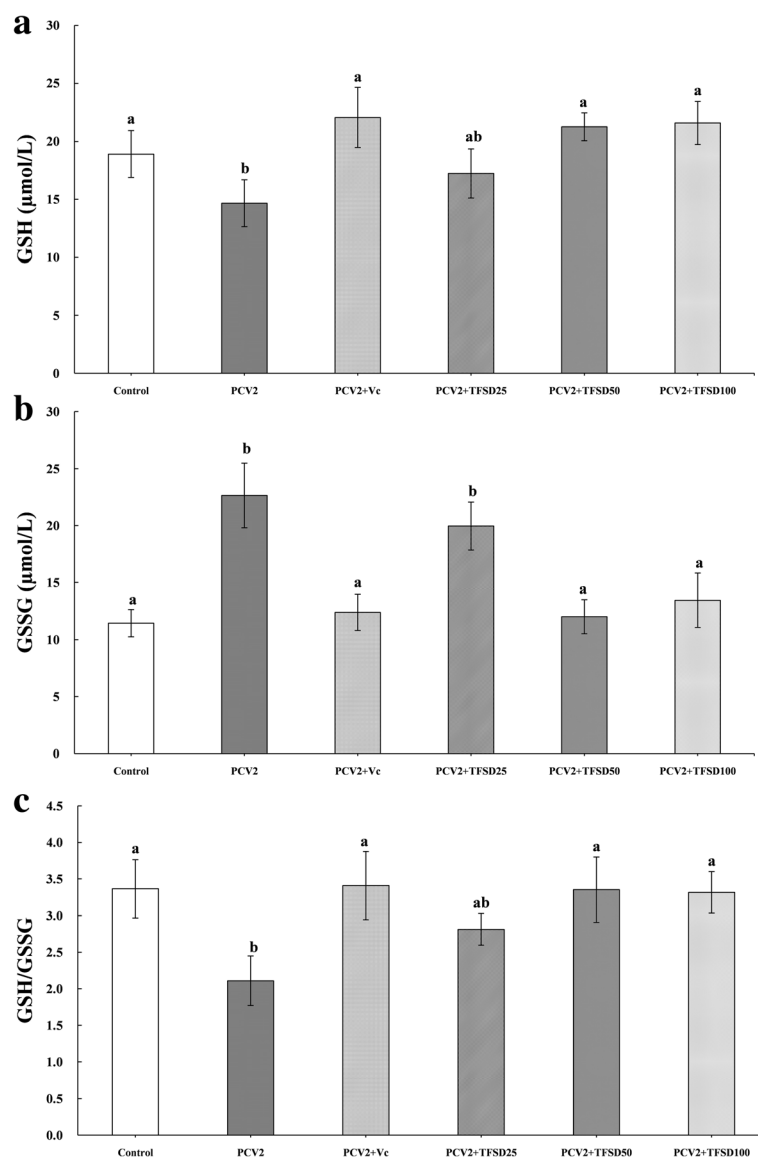 a
30
25
20
15
10
5
0
GSH (μmol/L)
a
b
a
ab
a
a
Control
PCV2
PCV2+Vc
PCV2+TFSD25
PCV2+TFSD50
PCV2+TFSD100
b
30
25
20
15
10
5
0
GSSG (μmol/L)
a
b
a
b
a
a
Control
PCV2
PCV2+Vc
PCV2+TFSD25
PCV2+TFSD50
PCV2+TFSD100
c
4.5
4.0
3.5
3.0
2.5
2.0
1.5
1.0
0.5
0.0
GSH/GSSG
a
b
a
ab
a
a
Control
PCV2
PCV2+Vc
PCV2+TFSD25
PCV2+TFSD50
PCV2+TFSD100